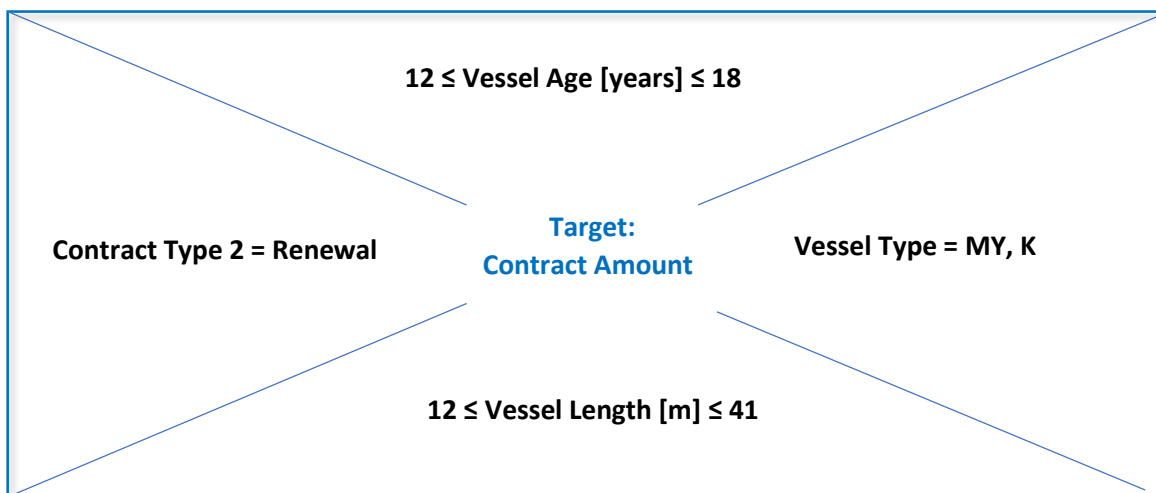 12 ≤ Vessel Age [years] ≤ 18
Contract Type 2 = Renewal
Target:
Contract Amount
Vessel Type = MY, K
12 ≤ Vessel Length [m] ≤ 41